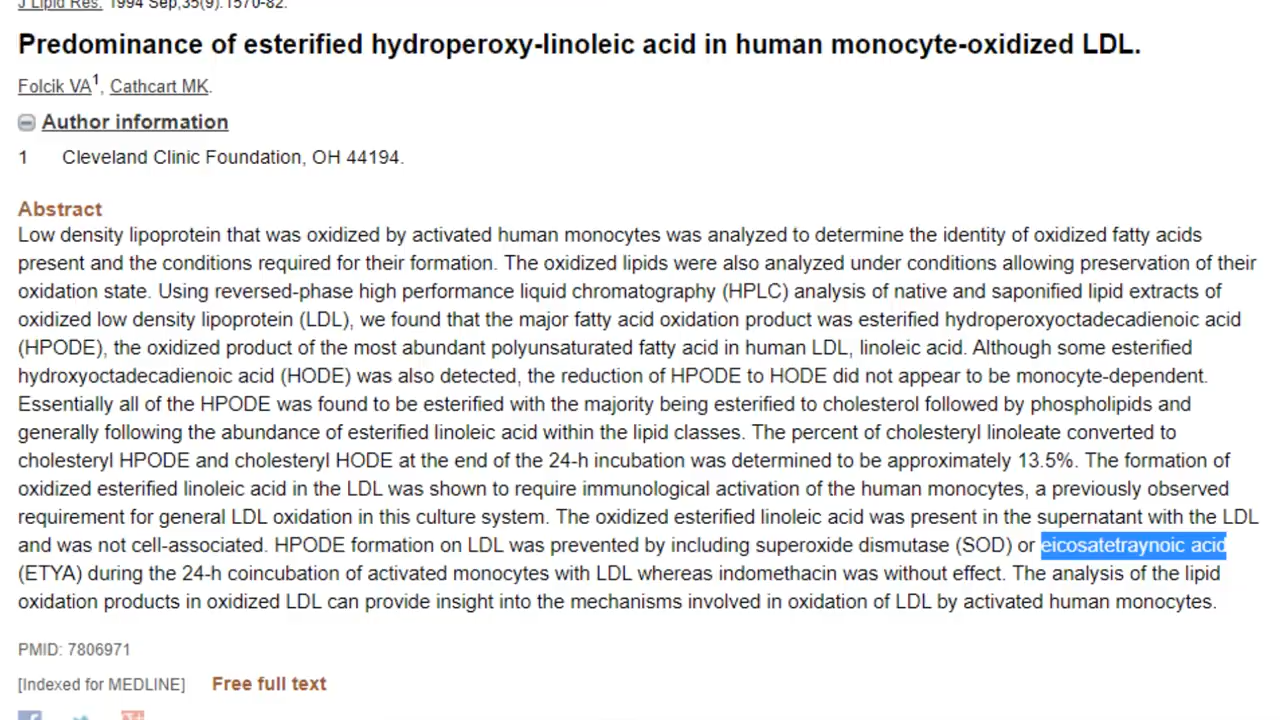 J Lipid Res. 1994 Sep;35(9):1570-82.
Predominance of esterified hydroperoxy-linoleic acid in human monocyte-oxidized LDL.
Folcik VA1, Cathcart MK.
Author information
1 Cleveland Clinic Foundation, OH 44194.
Abstract
Low density lipoprotein that was oxidized by activated human monocytes was analyzed to determine the identity of oxidized fatty acids
present and the conditions required for their formation. The oxidized lipids were also analyzed under conditions allowing preservation of their
oxidation state. Using reversed-phase high performance liquid chromatography (HPLC) analysis of native and saponified lipid extracts of
oxidized low density lipoprotein (LDL), we found that the major fatty acid oxidation product was esterified hydroperoxyoctadecadienoic acid
(HPODE), the oxidized product of the most abundant polyunsaturated fatty acid in human LDL, linoleic acid. Although some esterified
hydroxyoctadecadienoic acid (HODE) was also detected, the reduction of HPODE to HODE did not appear to be monocyte-dependent.
Essentially all of the HPODE was found to be esterified with the majority being esterified to cholesterol followed by phospholipids and
generally following the abundance of esterified linoleic acid within the lipid classes. The percent of cholesteryl linoleate converted to
cholesteryl HPODE and cholesteryl HODE at the end of the 24-h incubation was determined to be approximately 13.5%. The formation of
oxidized esterified linoleic acid in the LDL was shown to require immunological activation of the human monocytes, a previously observed
requirement for general LDL oxidation in this culture system. The oxidized esterified linoleic acid was present in the supernatant with the LDL
and was not cell-associated. HPODE formation on LDL was prevented by including superoxide dismutase (SOD) or eicosatetraynoic acid
(ETYA) during the 24-h coincubation of activated monocytes with LDL whereas indomethacin was without effect. The analysis of the lipid
oxidation products in oxidized LDL can provide insight into the mechanisms involved in oxidation of LDL by activated human monocytes.
PMID: 7806971
[Indexed for MEDLINE] Free full text